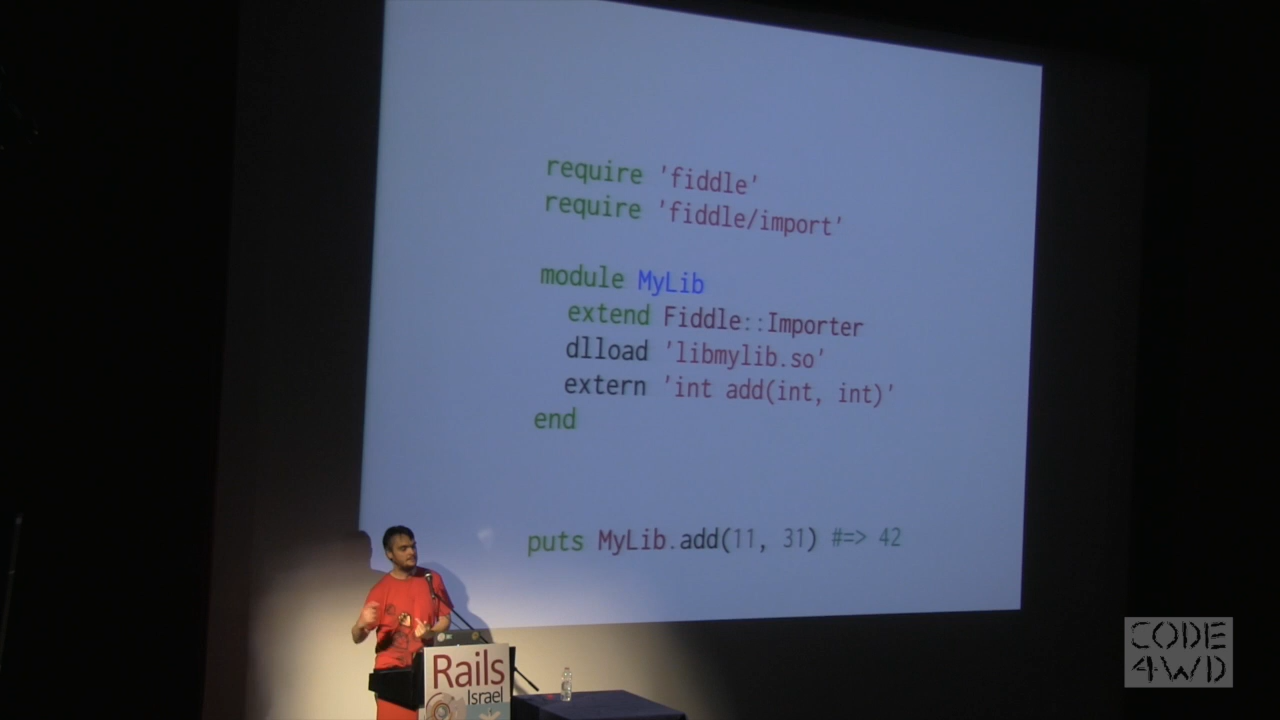 require 'fiddle'
require 'fiddle/import'
module MyLib
extend Fiddle::Importer
dlload 'libmylib.so'
extern 'int add(int, int)'
end
puts MyLib.add(11, 31) #=> 42
Rails
Israel
CODE
4WD